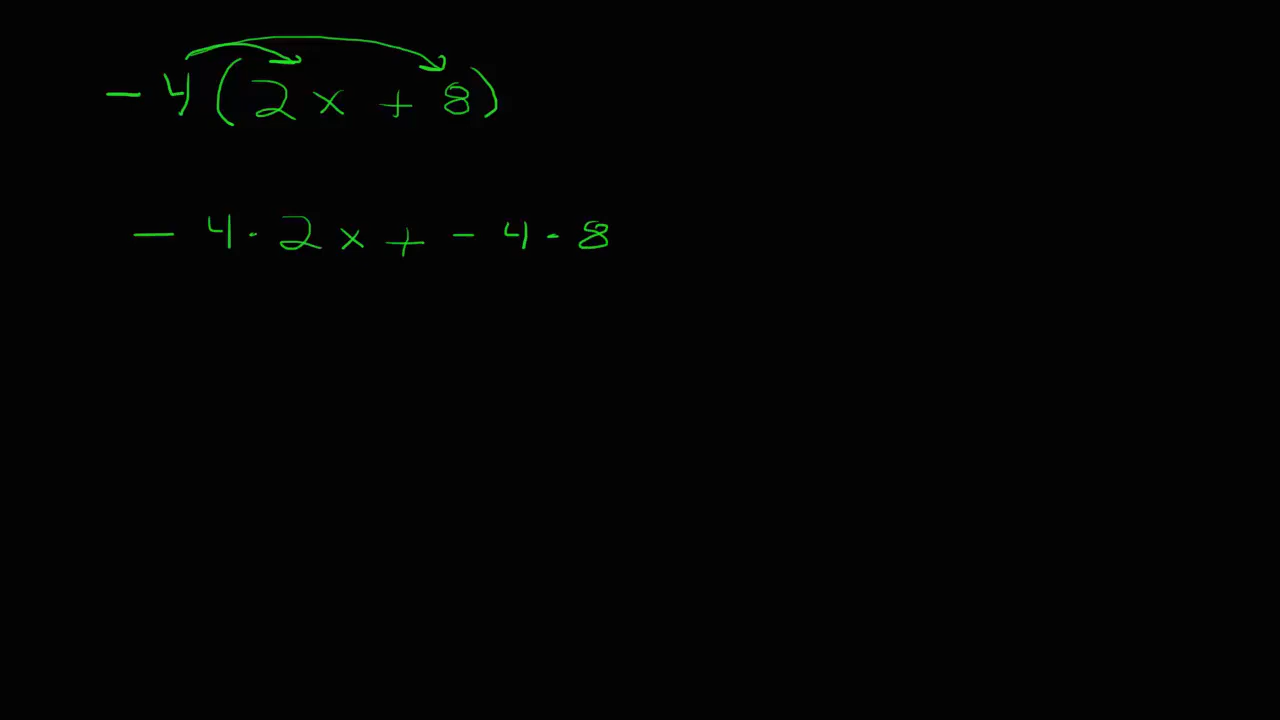 -4(2x + 8)
-4·2x + -4·8